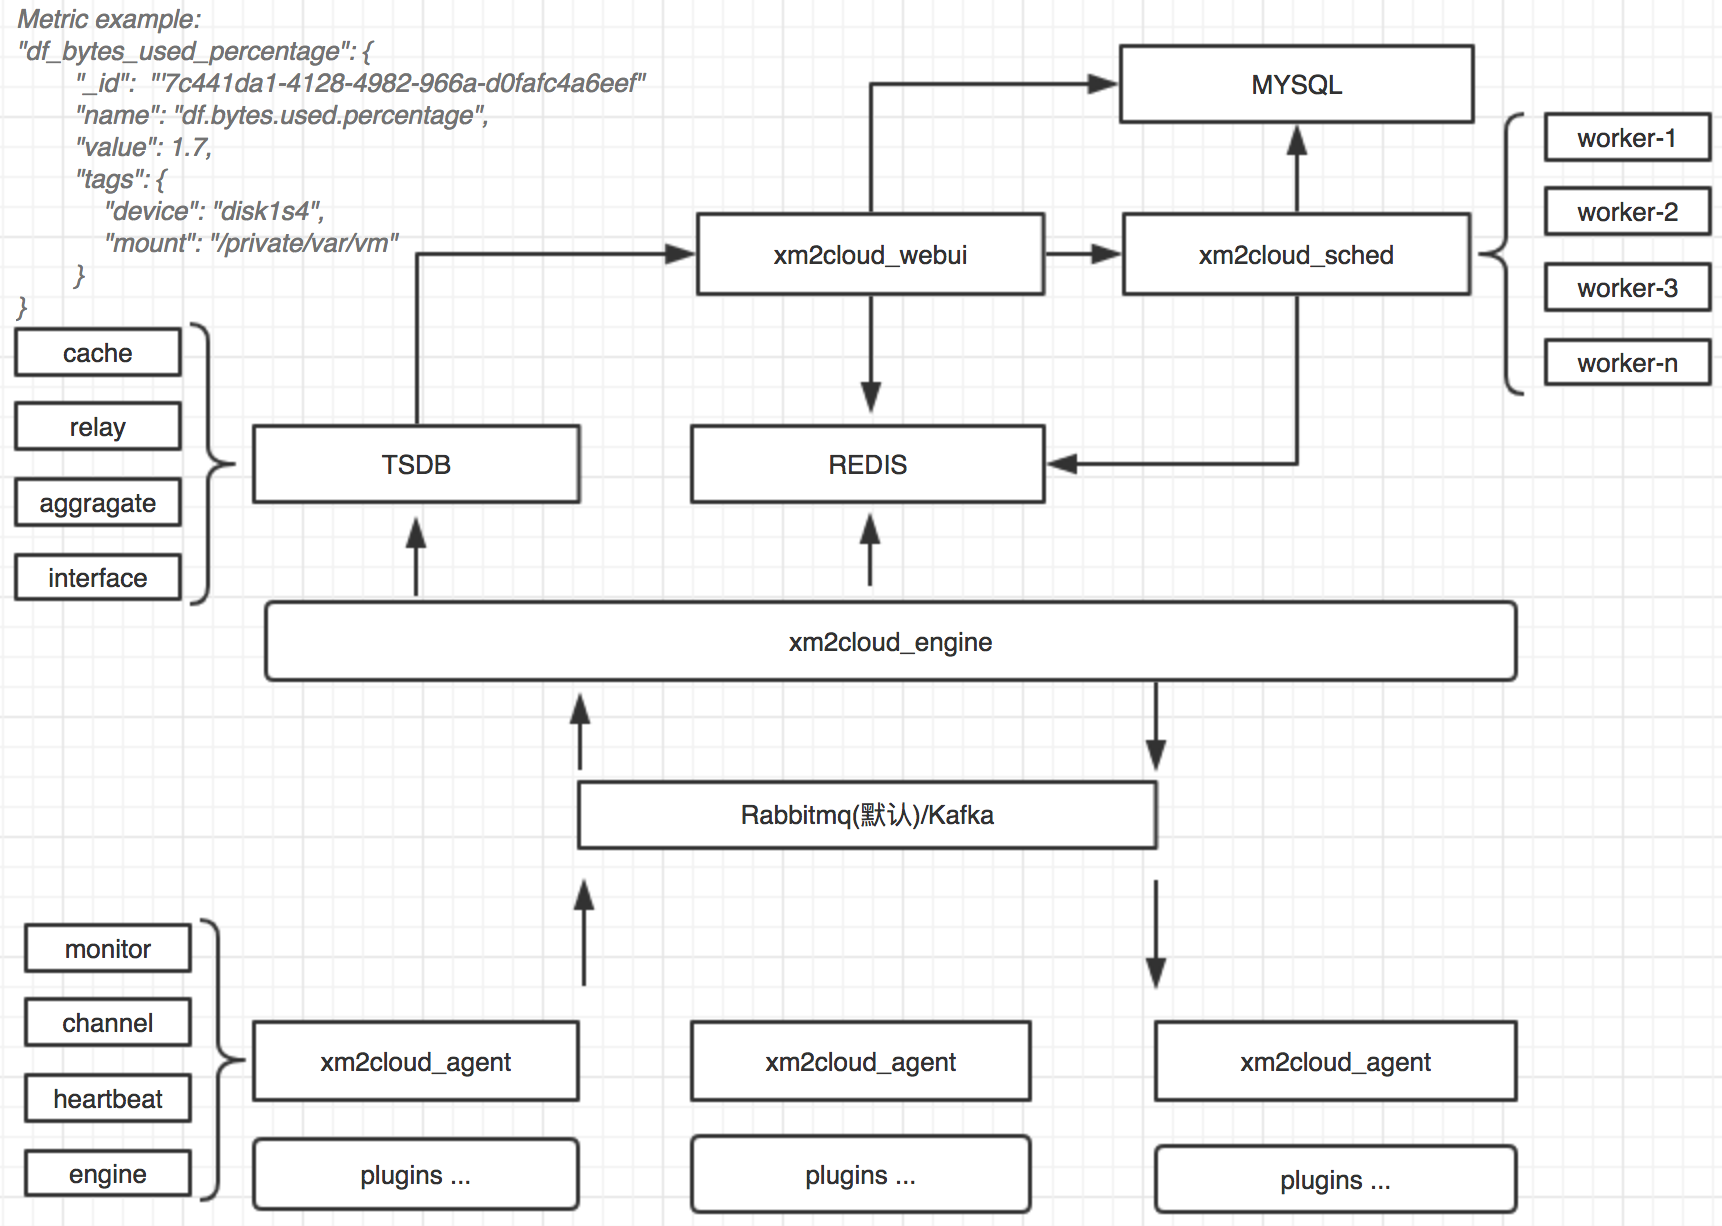 Metric example:
"df_bytes_used_percentage": {
"_id": "'7c441da1-4128-4982-966a-d0fafc4a6eef"
"name": "df.bytes.used.percentage",
"value": 1.7,
"tags": {
"device": "disk1s4",
"mount": "/private/var/vm"
}
}
MYSQL
worker-1
worker-2
worker-3
worker-n
xm2cloud_webui
xm2cloud_sched
cache
relay
aggragate
interface
TSDB
REDIS
xm2cloud_engine
Rabbitmq(默认)/Kafka
monitor
channel
heartbeat
engine
xm2cloud_agent
xm2cloud_agent
xm2cloud_agent
plugins ...
plugins ...
plugins ...